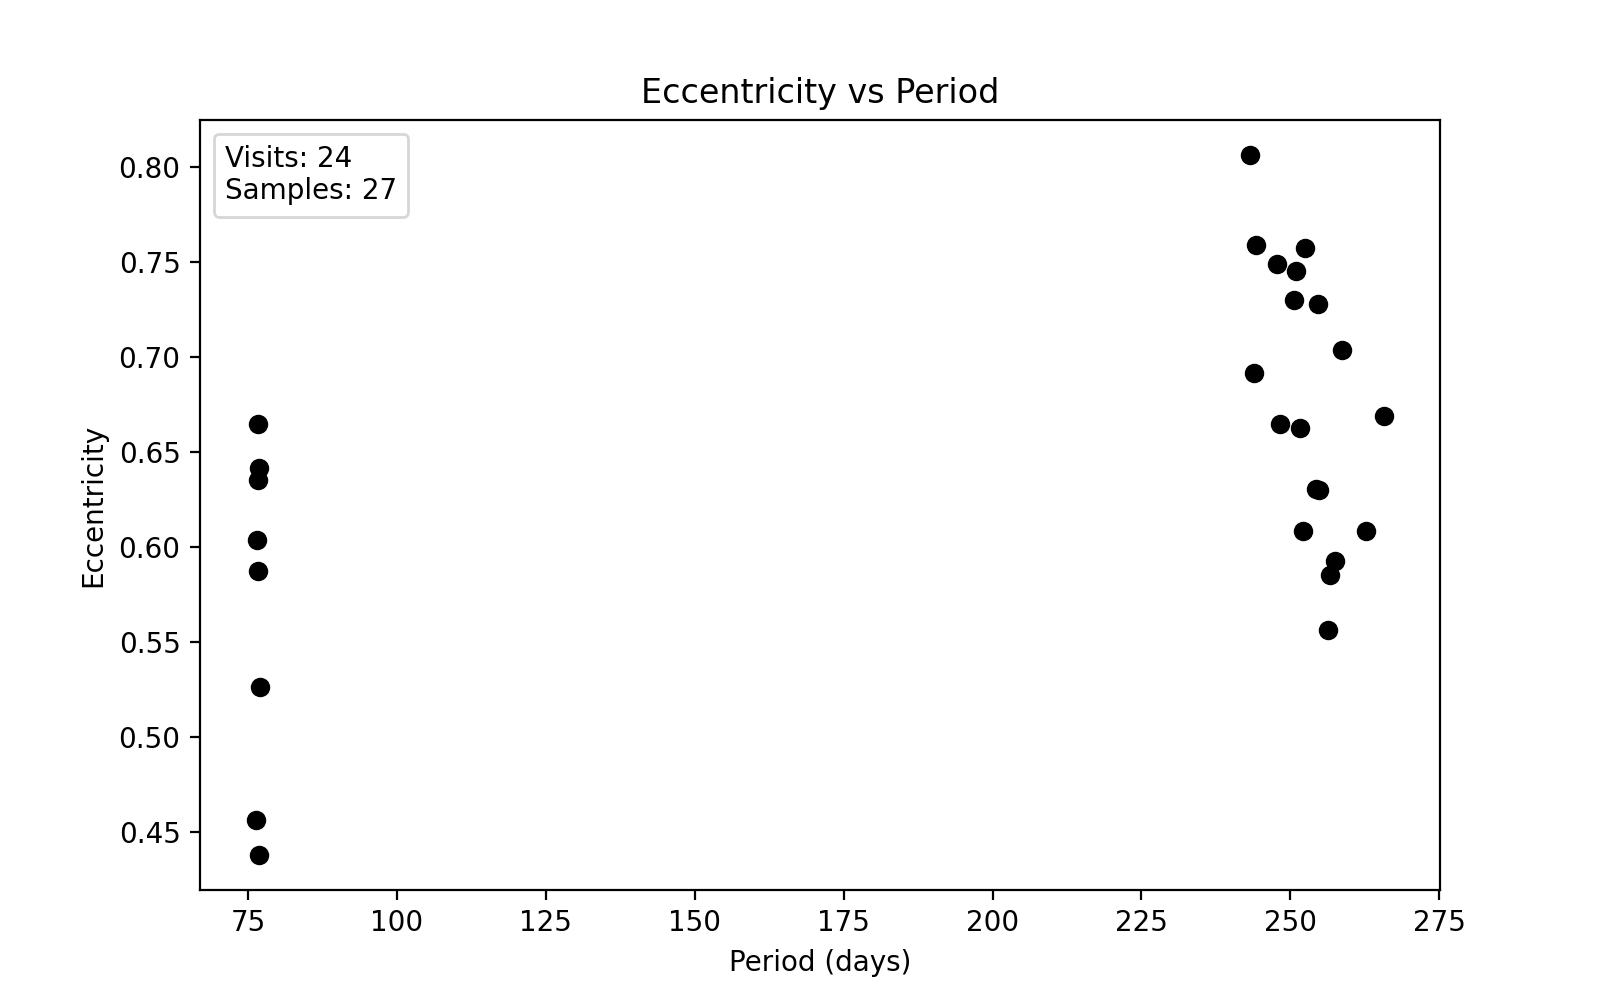 Eccentricity vs Period
Visits: 24
Samples: 27
0.80
0.75
0.70
0.65
0.60
0.55
0.50
0.45
Eccentricity
75 100 125 150 175 200 225 250 275
Period (days)